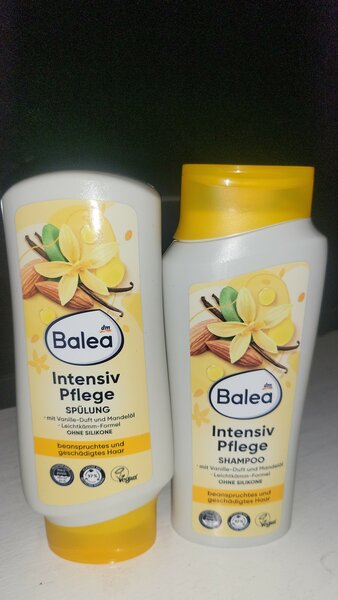 dm
Balea
Intensiv
Pflege
SPÜLUNG
- mit Vanille-Duft und Mandelöl
- Leichtkämm-Formel
OHNE SILIKONE
beanspruchtes und
geschädigtes Haar
Vegan
dm
Balea
Intensiv
Pflege
SHAMPOO
- mit Vanille-Duft und Mandelöl
- Leichtkämm-Formel
OHNE SILIKONE
beanspruchtes und
geschädigtes Haar
Vegan